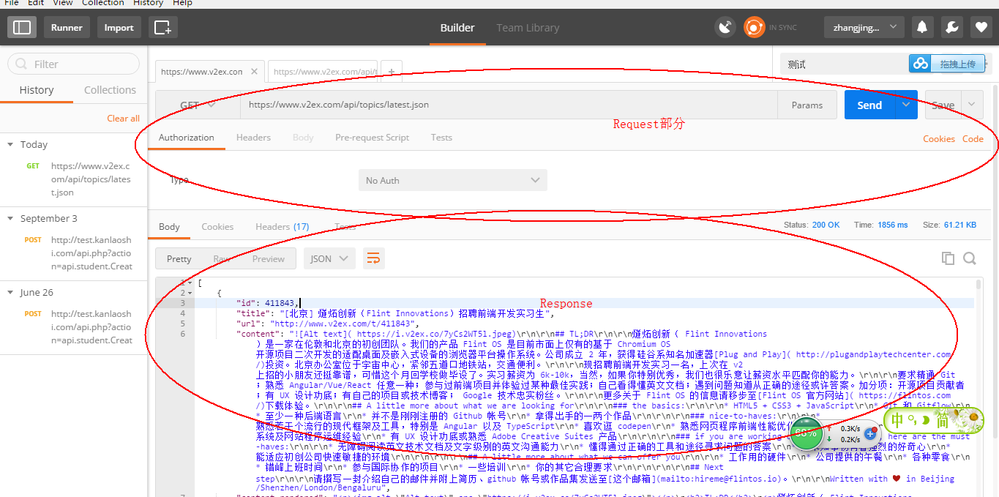 File Edit View Collection History Help
Runner Import Builder Team Library IN SYNC zhangjing...
Filter
History Collections
Clear all
Today
GET https://www.v2ex.c
om/api/topics/lates
t.json
September 3
POST http://test.kanlaosh
i.com/api.php?actio
n=api.student.Creat
June 26
POST http://test.kanlaosh
i.com/api.php?actio
n=api.student.Creat
https://www.v2ex.com https://www.v2ex.com/api/t 测试 拖拽上传
GET https://www.v2ex.com/api/topics/latest.json Params Send Save
Request部分
Authorization Headers Body Pre-request Script Tests Cookies Code
Type No Auth
Body Cookies Headers (17) Tests Status: 200 OK Time: 1856 ms Size: 61.21 KB
Pretty Raw Preview JSON
1 [
2 {
3 "id": 411843,
Response
4 "title": "[北京] 燧炻创新（Flint Innovations）招聘前端开发实习生",
5 "url": "http://www.v2ex.com/t/411843",
6 "content": "![Alt text]( https://i.v2ex.co/7yCs2WT5l.jpeg)\r\n\r\n## TL;DR\r\n\r\n燧炻创新（ Flint Innovations
）是一家在伦敦和北京的初创团队。我们的产品 Flint OS 是目前市面上仅有的基于 Chromium OS
开源项目二次开发的适配桌面及嵌入式设备的浏览器平台操作系统。公司成立 2 年，获得硅谷系知名加速器[Plug and Play]( http://plugandplaytechcenter.com
/)投资。北京办公室位于宇宙中心，紧邻五道口地铁站，交通便利。\r\n\r\n现招聘前端开发实习一名，上次在 v2
上招的小朋友还挺靠谱，可惜这个月回学校做毕设了。实习薪资为 6k-10k，当然，如果你特别优秀，我们也很乐意让薪资水平匹配你的能力。\r\n\r\n要求精通 Git
；熟悉 Angular/Vue/React 任意一种；参与过前端项目并体验过某种最佳实践；自己看得懂英文文档；遇到问题知道从正确的途径或许答案。加分项：开源项目贡献者
；有 UX 设计功底；有自己的项目或技术博客； Google 技术忠实粉丝。\r\n\r\n更多关于 Flint OS 的信息请移步至[Flint OS 官方网站]( https://flintos.com
/)下载体验。\r\n\r\n## A little more about what we are looking for\r\n\r\n### the basics:\r\n\r\n* HTML5 + CSS3 + JavaScript\r\n* Git 和 Gitflow\r\n
* 至少一种后端语言\r\n* 并不是刚刚注册的 Github 帐号\r\n* 拿得出手的一两个作品\r\n\r\n### nice-to-haves:\r\n\r\n*
熟悉若干个流行的现代框架及工具，特别是 Angular 以及 TypeScript\r\n* 喜欢逛 codepen\r\n* 熟悉网页程序前端性能优
系统及网站程序运维经验\r\n* 有 UX 设计功底或熟悉 Adobe Creative Suites 产品\r\n\r\n### if you are working here are the must
-haves:\r\n\r\n* 无障碍阅读英文技术文档及文字级别的英文沟通能力\r\n* 懂得通过正确的工具和途径寻求问题的答案 的好奇心\r\n*
能适应初创公司快速敏捷的环境\r\n\r\n\r\n\r\n## A little more about what we can offer you\r\n\r\n* 工作用的硬件\r\n* 公司提供的午餐\r\n* 各种零食\r\n
* 错峰上班时间\r\n* 参与国际协作的项目\r\n* 一些培训\r\n* 你的其它合理要求\r\n\r\n\r\n\r\n## Next
step\r\n\r\n请撰写一封介绍自己的邮件并附上简历、github 帐号或作品集发送至[这个邮箱](mailto:hireme@flintos.io)。\r\n\r\nWritten with ❤ in Beijing
/Shenzhen/London/Bengaluru",
0.3K/s
0.2K/s
中 简